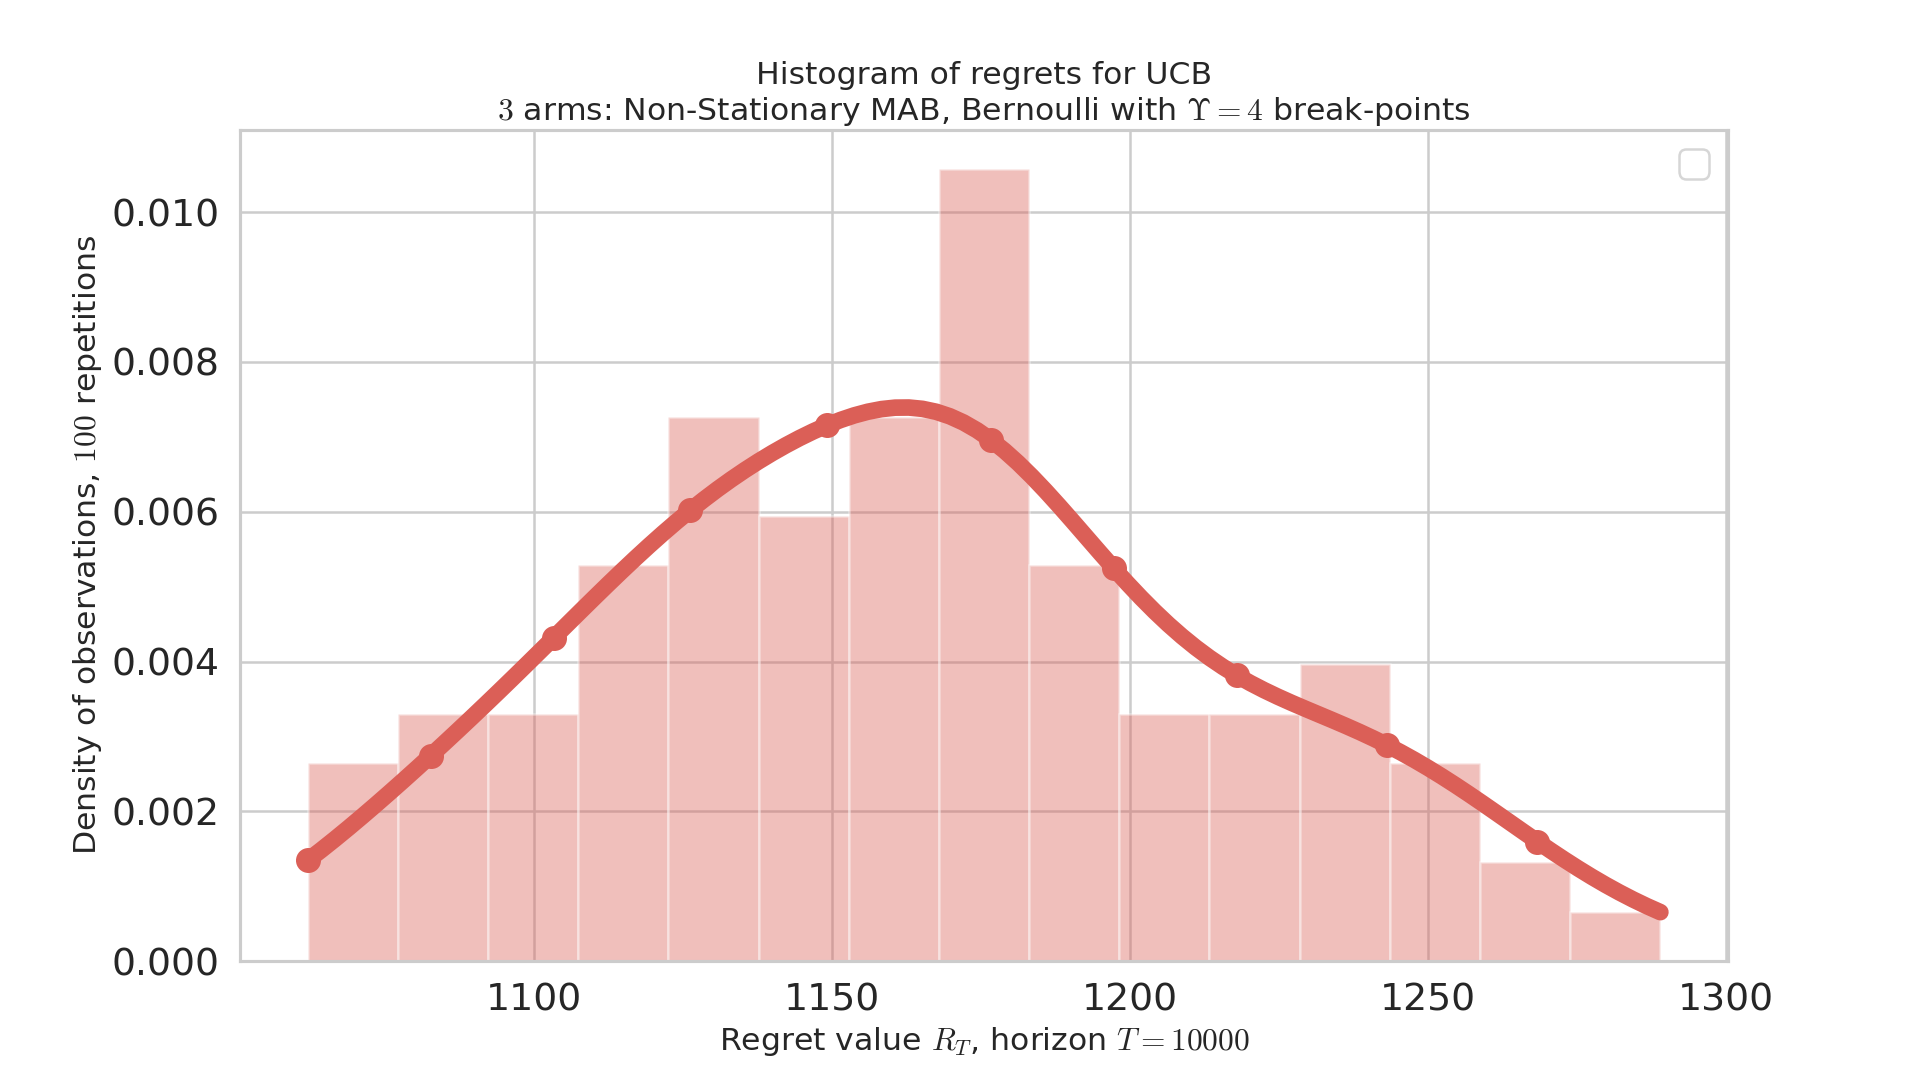 Histogram of regrets for UCB
3 arms: Non-Stationary MAB, Bernoulli with ϒ = 4 break-points
Density of observations, 100 repetitions
0.010
0.008
0.006
0.004
0.002
0.000
1100 1150 1200 1250 1300
Regret value R_T, horizon T = 10000